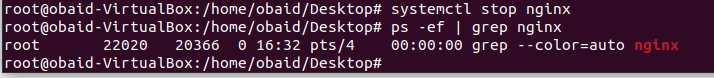 root@obaid-VirtualBox:/home/obaid/Desktop# systemctl stop nginx
root@obaid-VirtualBox:/home/obaid/Desktop# ps -ef | grep nginx
root     22020  20366  0 16:32 pts/4    00:00:00 grep --color=auto nginx
root@obaid-VirtualBox:/home/obaid/Desktop#